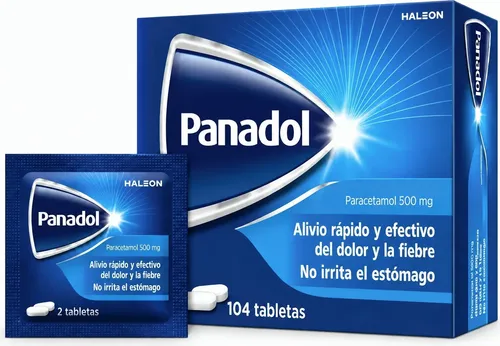 HALEON
Panadol
Paracetamol 500 mg
Alivio rápido y efectivo
del dolor y la fiebre
No irrita el estómago
104 tabletas
Panadol
HALEON
Panadol
Paracetamol 500 mg
Alivio rápido y efectivo
del dolor y la fiebre
No irrita el estómago
2 tabletas